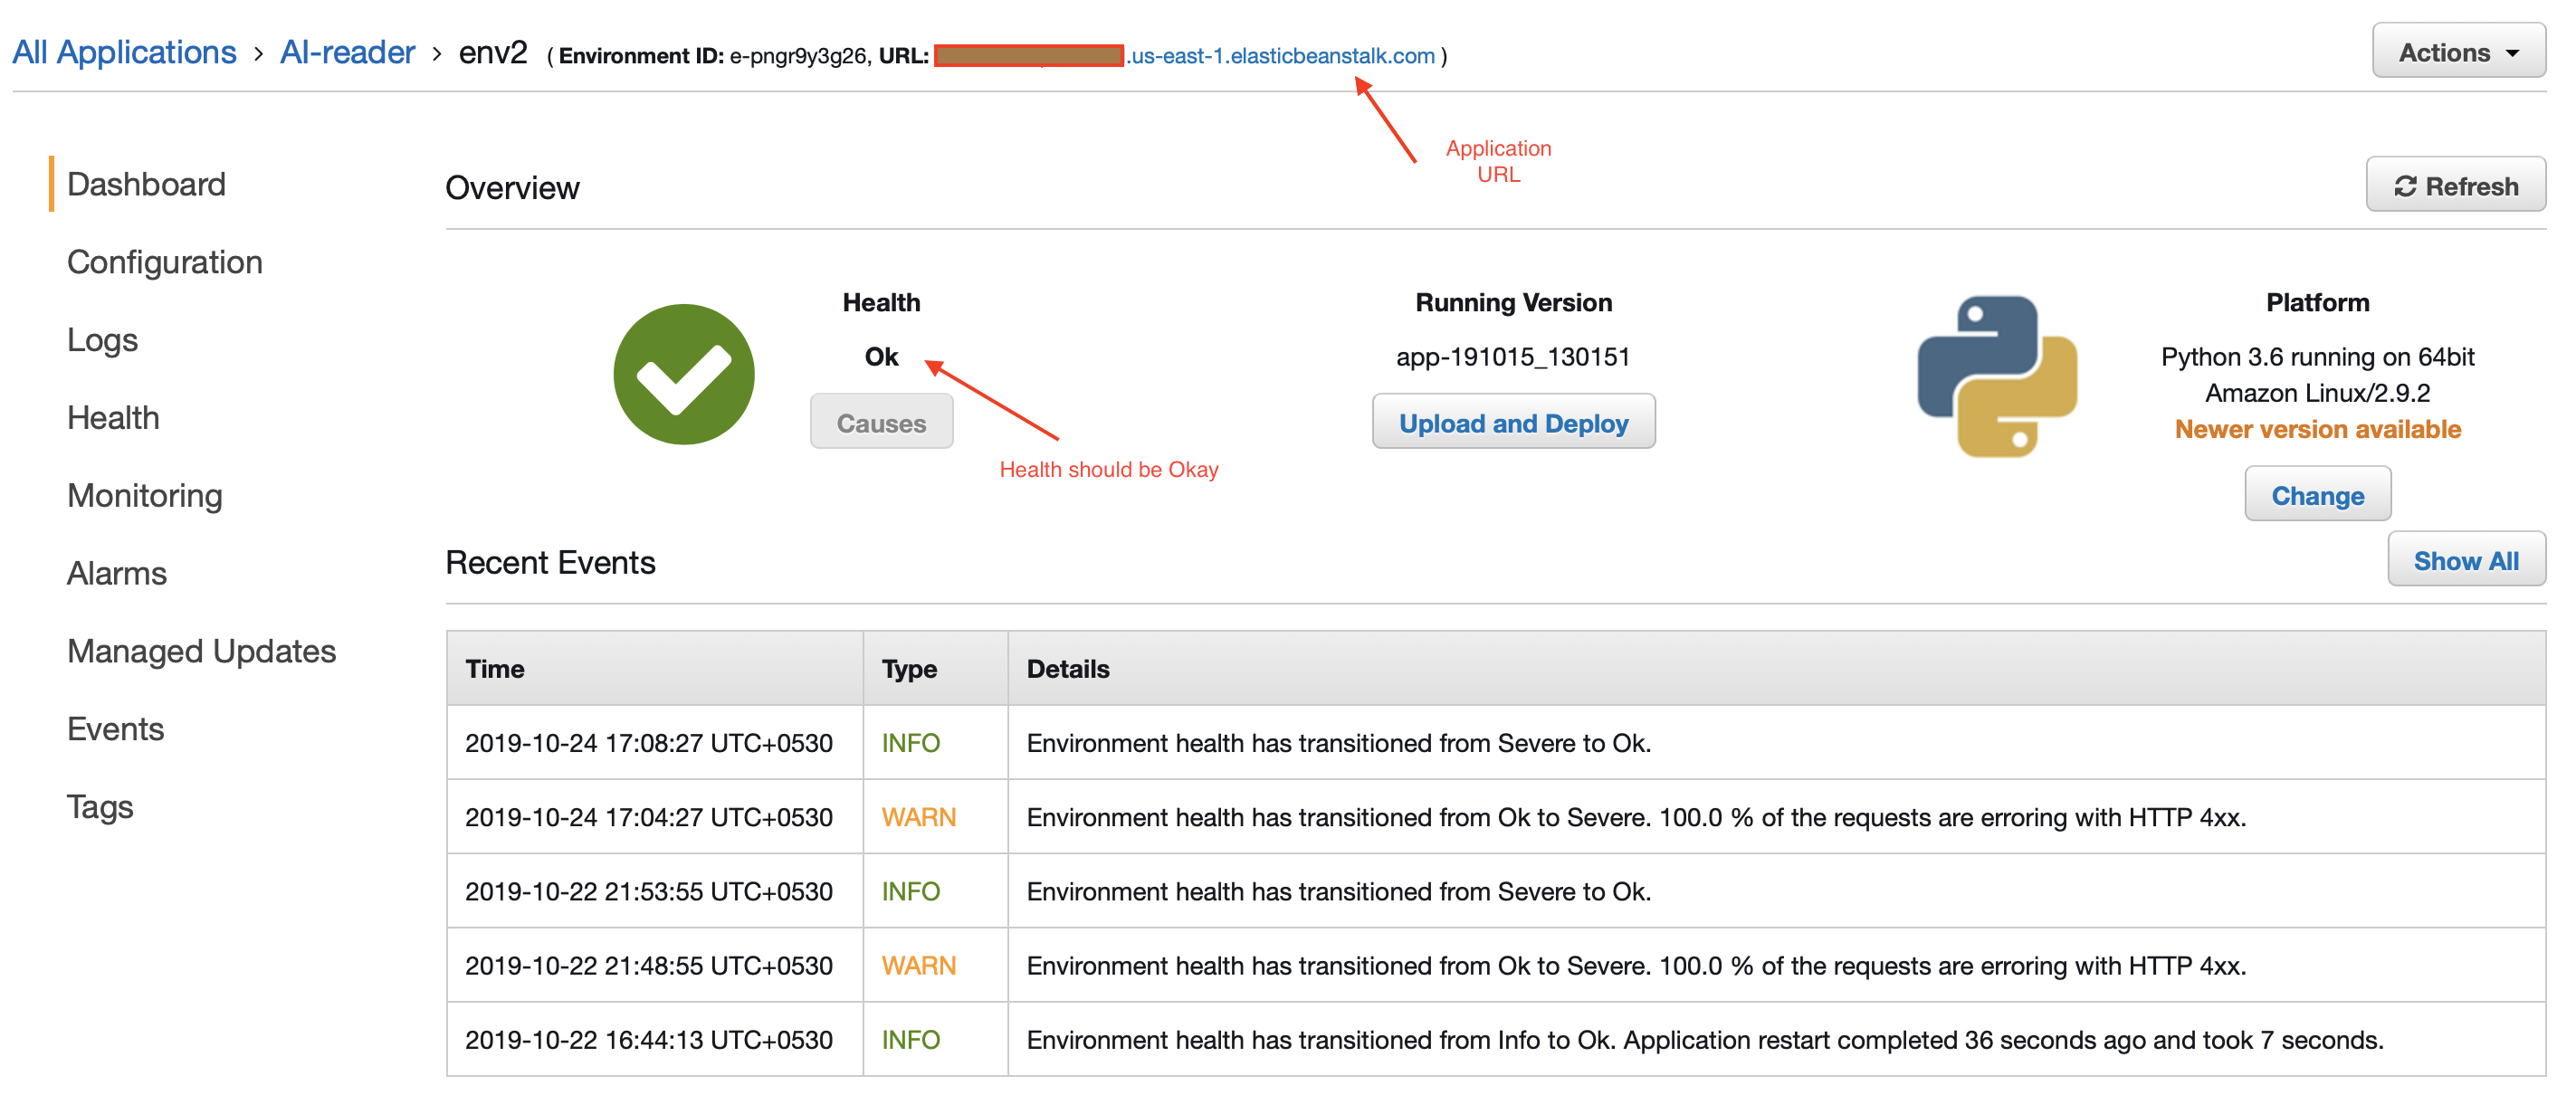 All Applications › AI-reader › env2 ( Environment ID: e-pngr9y3g26, URL: .us-east-1.elasticbeanstalk.com )
Actions
Application
URL
Dashboard
Configuration
Logs
Health
Monitoring
Alarms
Managed Updates
Events
Tags
Overview
Refresh
Health
Ok
Causes
Health should be Okay
Running Version
app-191015_130151
Upload and Deploy
Platform
Python 3.6 running on 64bit
Amazon Linux/2.9.2
Newer version available
Change
Recent Events
Show All
Time Type Details
2019-10-24 17:08:27 UTC+0530 INFO Environment health has transitioned from Severe to Ok.
2019-10-24 17:04:27 UTC+0530 WARN Environment health has transitioned from Ok to Severe. 100.0 % of the requests are erroring with HTTP 4xx.
2019-10-22 21:53:55 UTC+0530 INFO Environment health has transitioned from Severe to Ok.
2019-10-22 21:48:55 UTC+0530 WARN Environment health has transitioned from Ok to Severe. 100.0 % of the requests are erroring with HTTP 4xx.
2019-10-22 16:44:13 UTC+0530 INFO Environment health has transitioned from Info to Ok. Application restart completed 36 seconds ago and took 7 seconds.